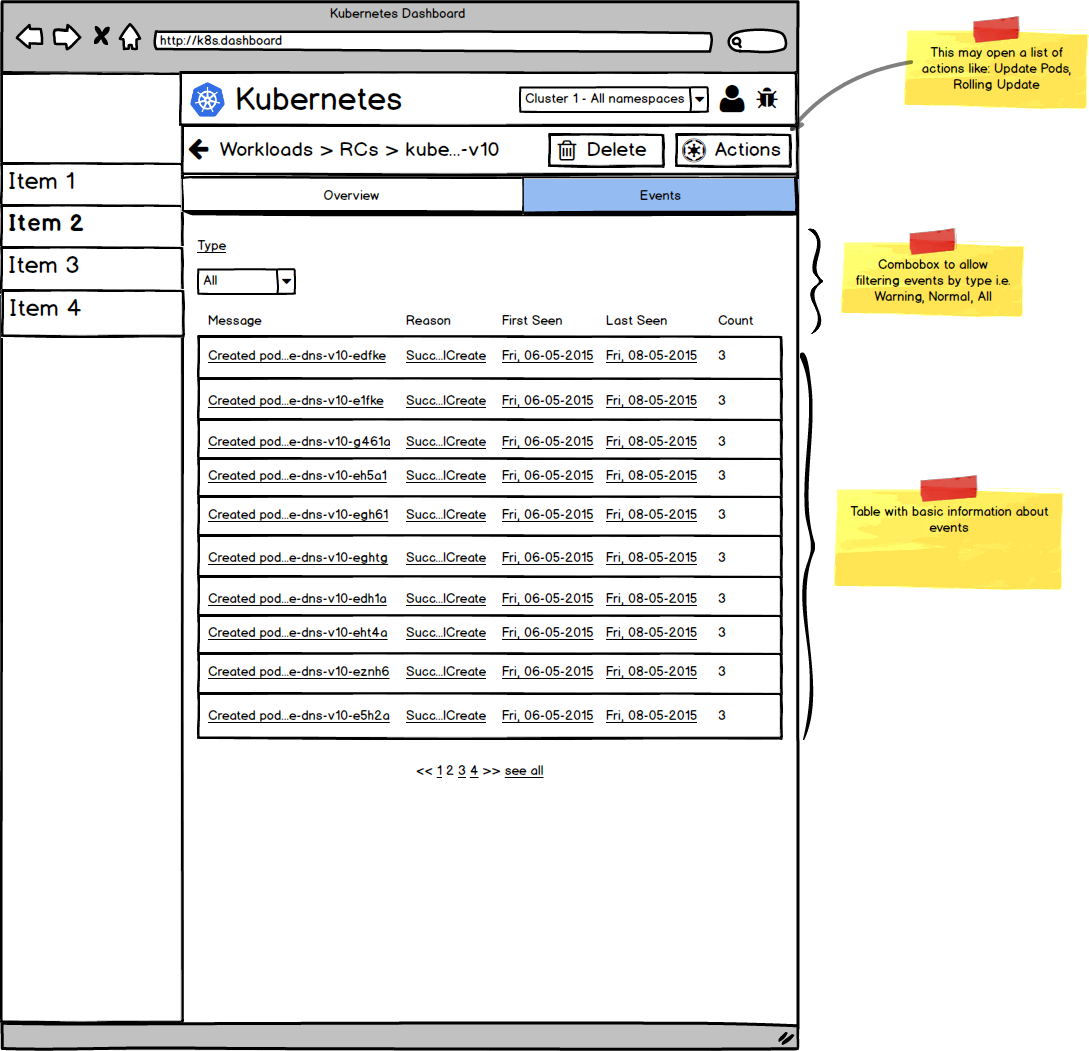 Kubernetes Dashboard
http://k8s.dashboard
Kubernetes
Cluster 1 - All namespaces
Workloads > RCs > kube...-v10
Delete
Actions
Overview
Events
Item 1
Item 2
Item 3
Item 4
Type
All
Message Reason First Seen Last Seen Count
Created pod...e-dns-v10-edfke Succ...lCreate Fri, 06-05-2015 Fri, 08-05-2015 3
Created pod...e-dns-v10-e1fke Succ...lCreate Fri, 06-05-2015 Fri, 08-05-2015 3
Created pod...e-dns-v10-g461a Succ...lCreate Fri, 06-05-2015 Fri, 08-05-2015 3
Created pod...e-dns-v10-eh5a1 Succ...lCreate Fri, 06-05-2015 Fri, 08-05-2015 3
Created pod...e-dns-v10-egh61 Succ...lCreate Fri, 06-05-2015 Fri, 08-05-2015 3
Created pod...e-dns-v10-eghtg Succ...lCreate Fri, 06-05-2015 Fri, 08-05-2015 3
Created pod...e-dns-v10-edh1a Succ...lCreate Fri, 06-05-2015 Fri, 08-05-2015 3
Created pod...e-dns-v10-eht4a Succ...lCreate Fri, 06-05-2015 Fri, 08-05-2015 3
Created pod...e-dns-v10-eznh6 Succ...lCreate Fri, 06-05-2015 Fri, 08-05-2015 3
Created pod...e-dns-v10-e5h2a Succ...lCreate Fri, 06-05-2015 Fri, 08-05-2015 3
<< 1 2 3 4 >> see all
This may open a list of
actions like: Update Pods,
Rolling Update
Combobox to allow
filtering events by type i.e.
Warning, Normal, All
Table with basic information about
events